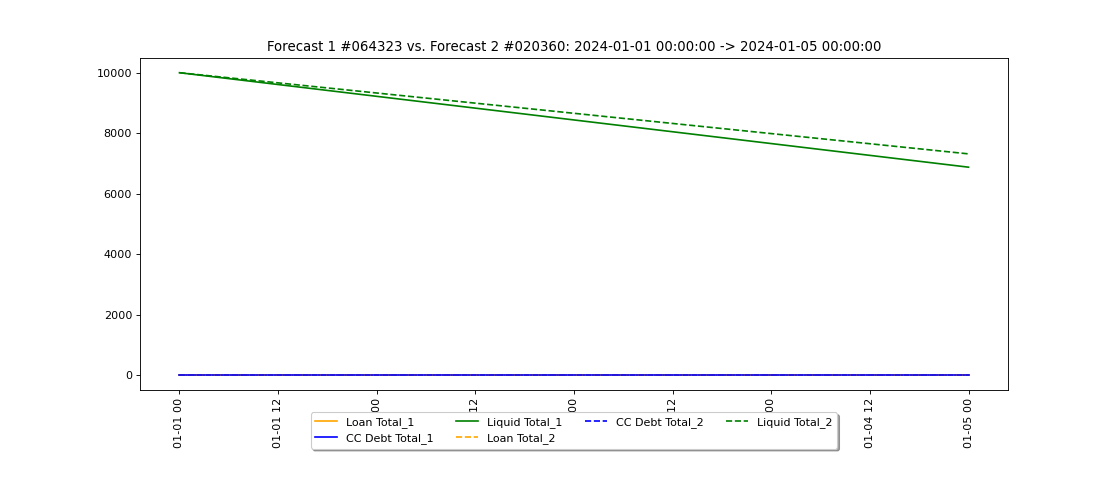 Forecast 1 #064323 vs. Forecast 2 #020360: 2024-01-01 00:00:00 -> 2024-01-05 00:00:00
10000
8000
6000
4000
2000
0
01-01 00
01-01 12
00
12
00
12
00
01-04 12
01-05 00
Loan Total_1
CC Debt Total_1
Liquid Total_1
Loan Total_2
CC Debt Total_2
Liquid Total_2